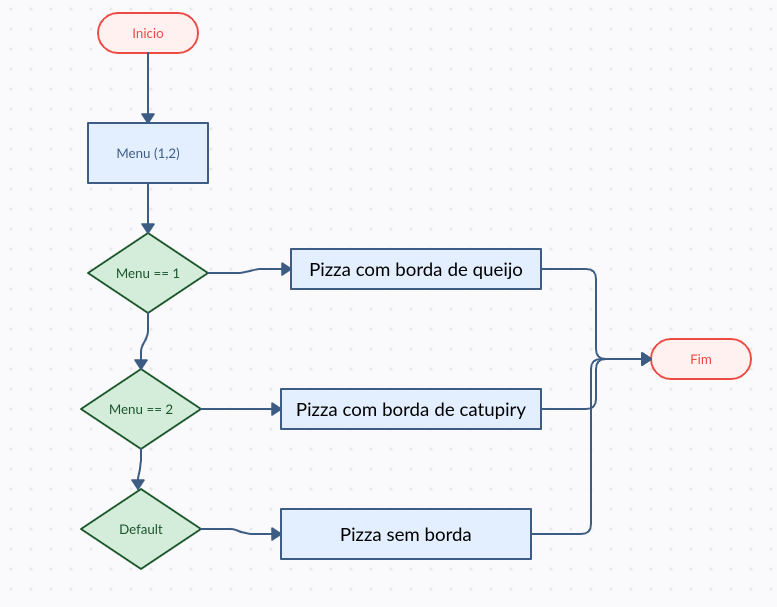 Inicio
Menu (1,2)
Menu == 1
Pizza com borda de queijo
Fim
Menu == 2
Pizza com borda de catupiry
Default
Pizza sem borda